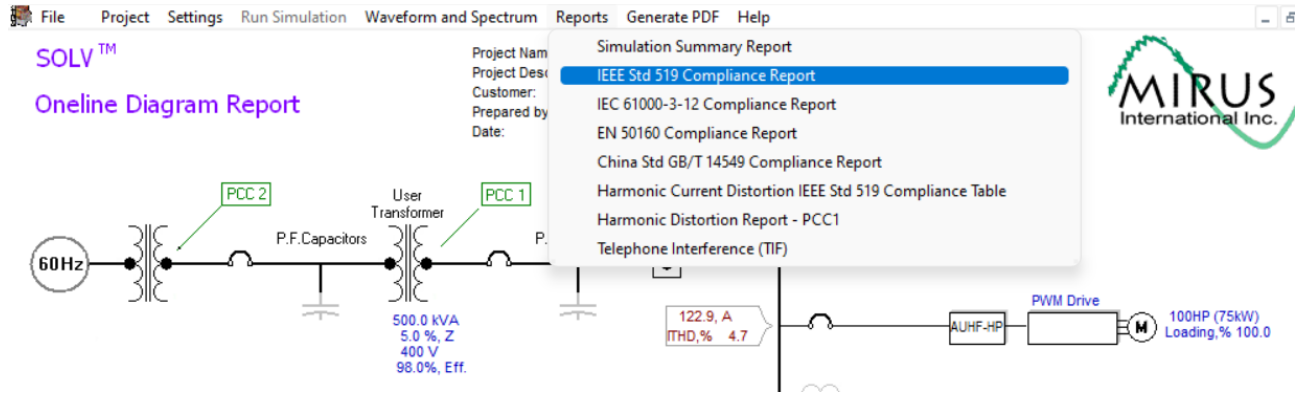 File Project Settings Run Simulation Waveform and Spectrum Reports Generate PDF Help
SOLV™
Oneline Diagram Report
Project Nam
Project Desc
Customer:
Prepared by
Date:
Simulation Summary Report
IEEE Std 519 Compliance Report
IEC 61000-3-12 Compliance Report
EN 50160 Compliance Report
China Std GB/T 14549 Compliance Report
Harmonic Current Distortion IEEE Std 519 Compliance Table
Harmonic Distortion Report - PCC1
Telephone Interference (TIF)
MIRUS
International Inc.
PCC 2
User
Transformer
PCC 1
P.F.Capacitors
P.
60Hz
500.0 kVA
5.0 %, Z
400 V
98.0%, Eff.
122.9, A
ITHD,% 4.7
AUHF-HP
PWM Drive
M
100HP (75kW)
Loading,% 100.0